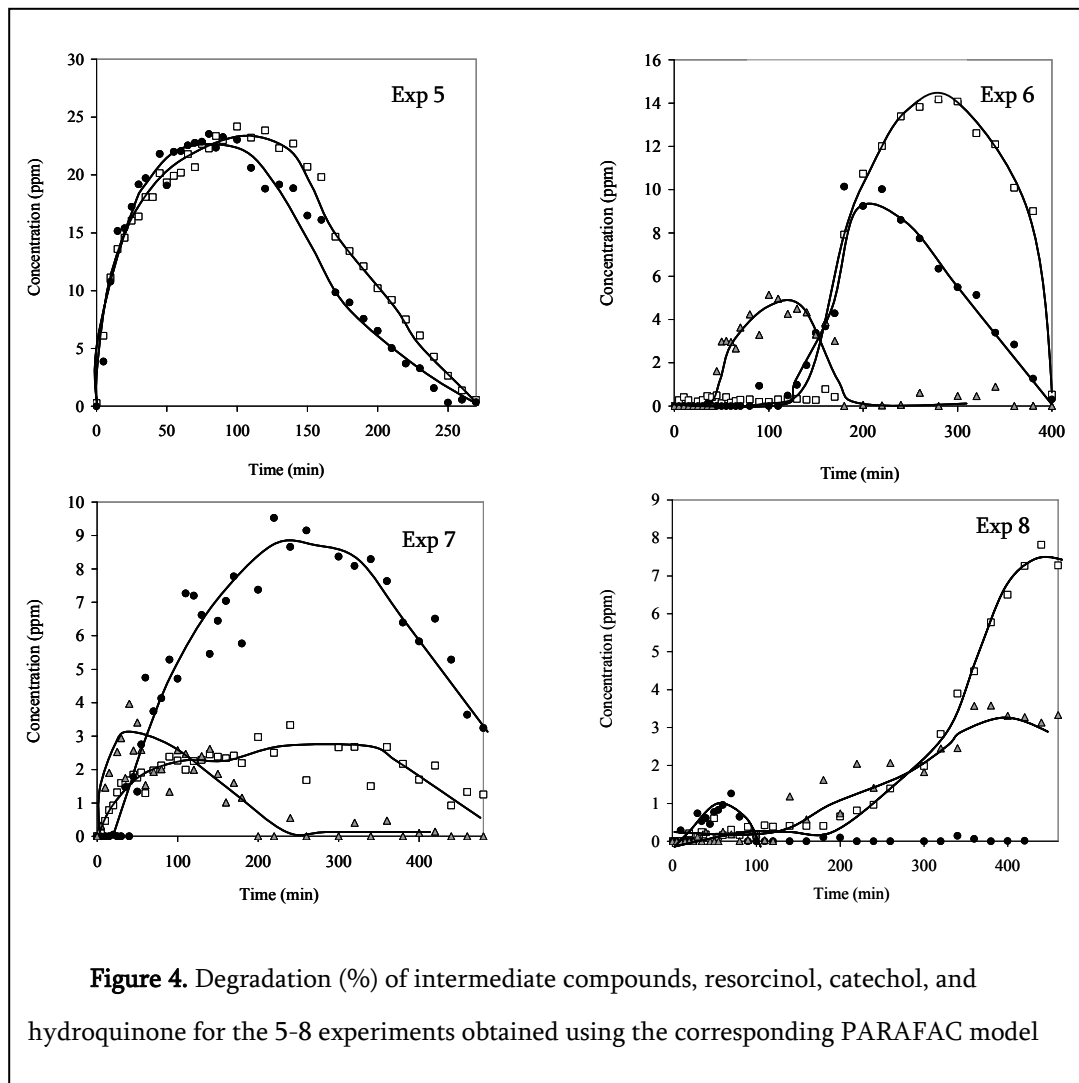 30
25
20
15
10
5
0
Concentration (ppm)
Exp 5
0 50 100 150 200 250
Time (min)
16
14
12
10
8
6
4
2
0
Concentration (ppm)
Exp 6
0 100 200 300 400
Time (min)
10
9
8
7
6
5
4
3
2
1
0
Concentration (ppm)
Exp 7
0 100 200 300 400
Time (min)
9
8
7
6
5
4
3
2
1
0
Concentration (ppm)
Exp 8
0 100 200 300 400
Time (min)
Figure 4. Degradation (%) of intermediate compounds, resorcinol, catechol, and
hydroquinone for the 5-8 experiments obtained using the corresponding PARAFAC model